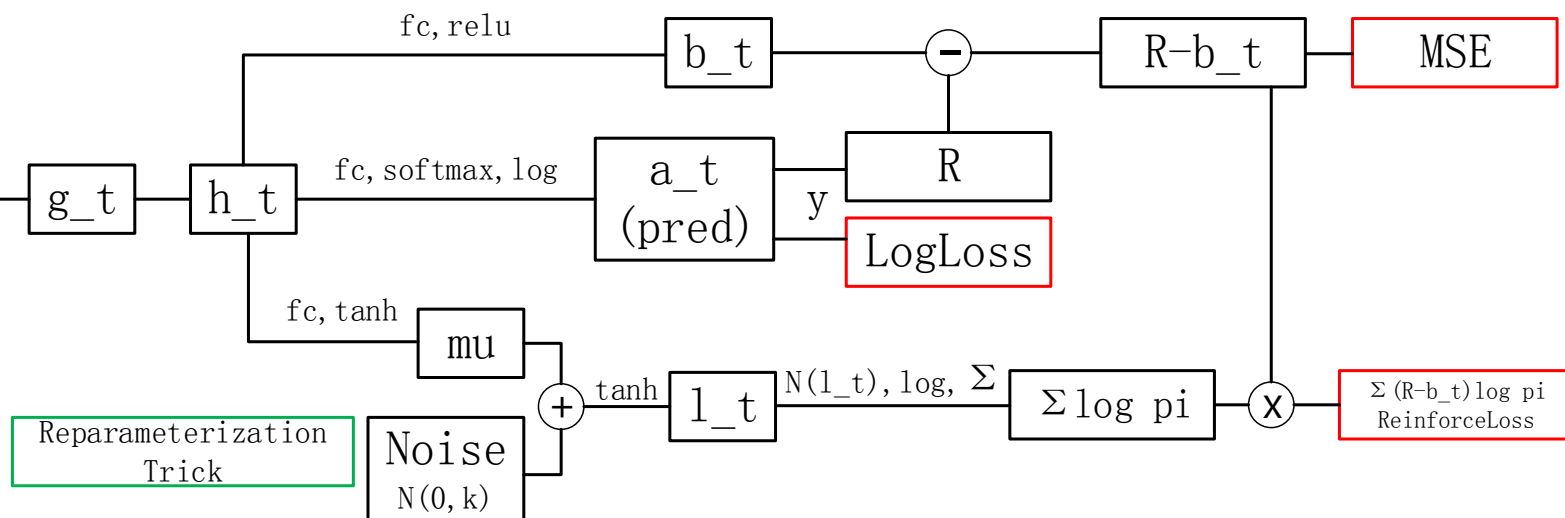 fc,relu
b_t
-
R-b_t
MSE
g_t
h_t
fc,softmax,log
a_t
(pred)
y
R
LogLoss
fc,tanh
mu
+
tanh
l_t
N(l_t),log,Σ
Σlog pi
x
Σ(R-b_t)log pi
ReinforceLoss
Reparameterization
Trick
Noise
N(0,k)